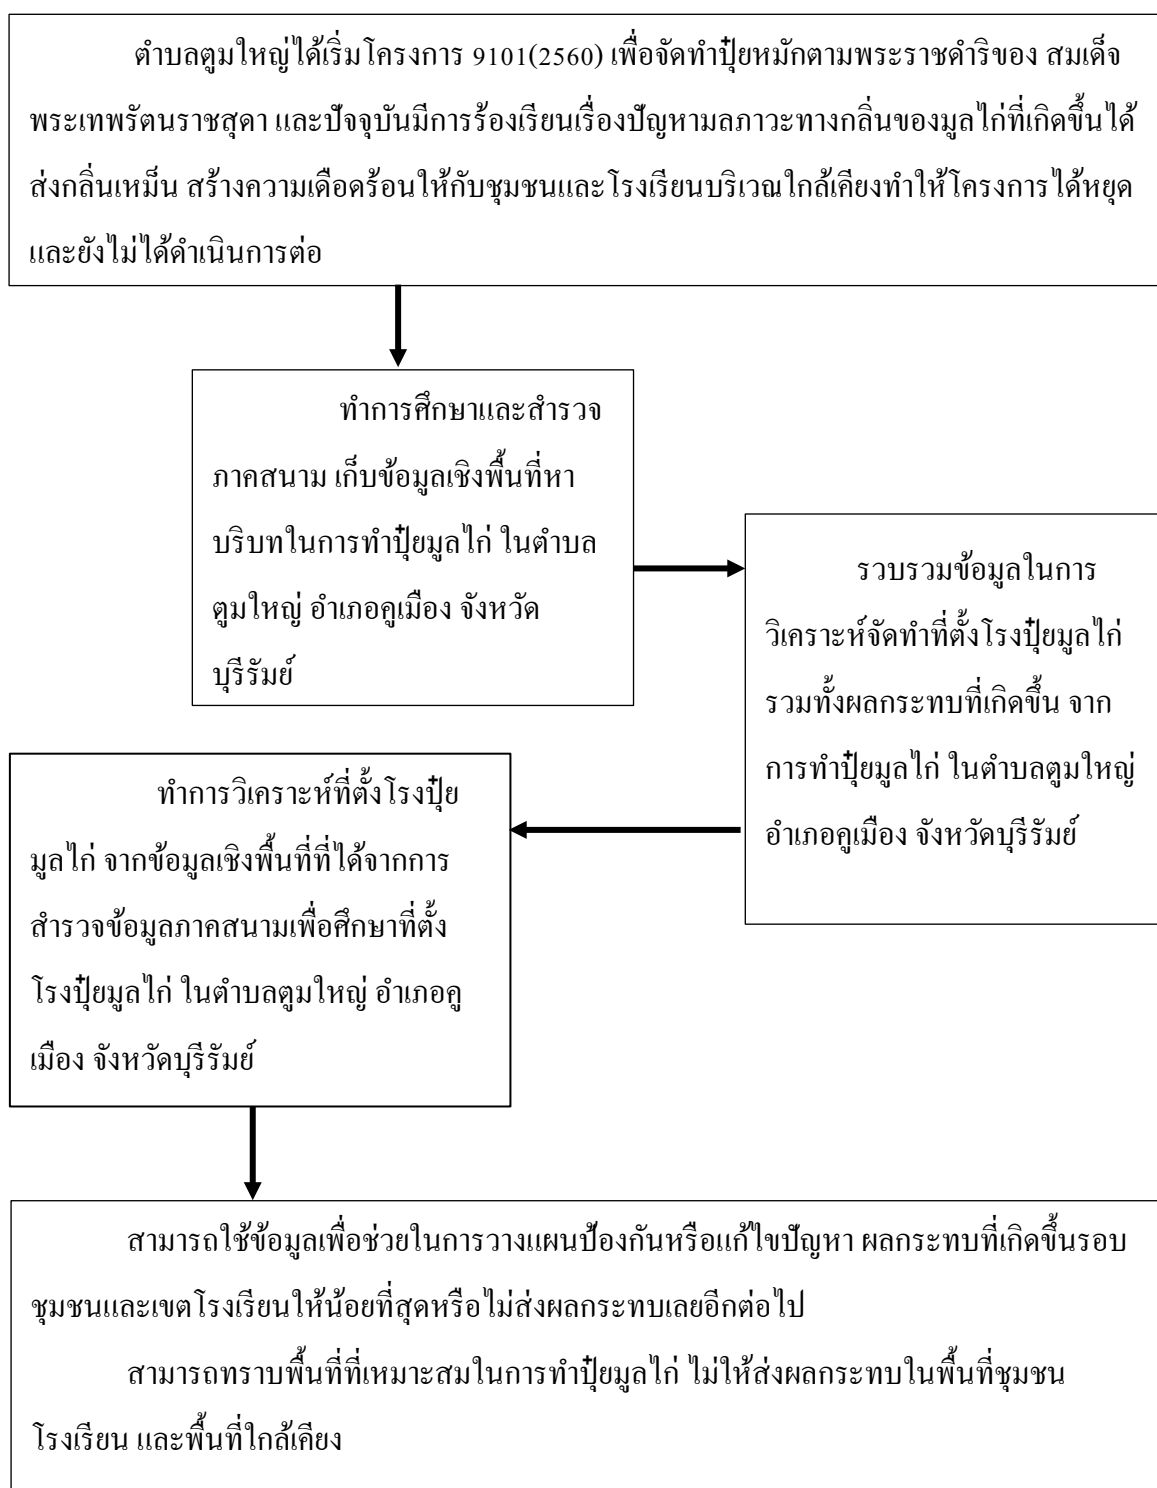 ตำบลตูมใหญ่ได้เริ่มโครงการ 9101(2560) เพื่อจัดทำปุ๋ยหมักตามพระราชดำริของ สมเด็จ
พระเทพรัตนราชสุดา และปัจจุบันมีการร้องเรียนเรื่องปัญหามลภาวะทางกลิ่นของมูลไก่ที่เกิดขึ้นได้
ส่งกลิ่นเหม็น สร้างความเดือดร้อนให้กับชุมชนและโรงเรียนบริเวณใกล้เคียงทำให้โครงการได้หยุด
และยังไม่ได้ดำเนินการต่อ
ทำการศึกษาและสำรวจ
ภาคสนาม เก็บข้อมูลเชิงพื้นที่หา
บริบทในการทำปุ๋ยมูลไก่ ในตำบล
ตูมใหญ่ อำเภอคูเมือง จังหวัด
บุรีรัมย์
รวบรวมข้อมูลในการ
วิเคราะห์จัดทำที่ตั้งโรงปุ๋ยมูลไก่
รวมทั้งผลกระทบที่เกิดขึ้น จาก
การทำปุ๋ยมูลไก่ ในตำบลตูมใหญ่
อำเภอคูเมือง จังหวัดบุรีรัมย์
ทำการวิเคราะห์ที่ตั้งโรงปุ๋ย
มูลไก่ จากข้อมูลเชิงพื้นที่ที่ได้จากการ
สำรวจข้อมูลภาคสนามเพื่อศึกษาที่ตั้ง
โรงปุ๋ยมูลไก่ ในตำบลตูมใหญ่ อำเภอคู
เมือง จังหวัดบุรีรัมย์
สามารถใช้ข้อมูลเพื่อช่วยในการวางแผนป้องกันหรือแก้ไขปัญหา ผลกระทบที่เกิดขึ้นรอบ
ชุมชนและเขตโรงเรียนให้น้อยที่สุดหรือไม่ส่งผลกระทบเลยอีกต่อไป
สามารถทราบพื้นที่ที่เหมาะสมในการทำปุ๋ยมูลไก่ ไม่ให้ส่งผลกระทบในพื้นที่ชุมชน
โรงเรียน และพื้นที่ใกล้เคียง